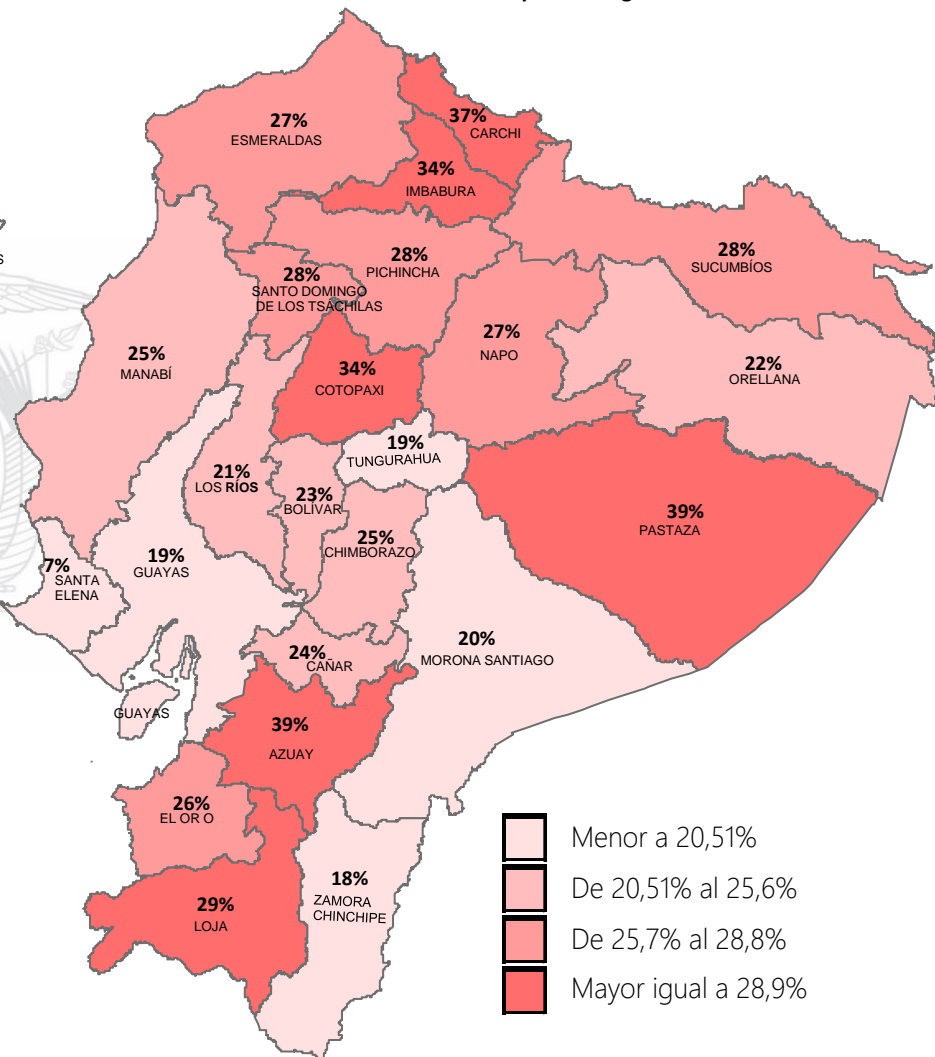 27%
ESMERALDAS
37%
CARCHI
34%
IMBABURA
28%
PICHINCHA
28%
SUCUMBÍOS
28%
SANTO DOMINGO
DE LOS TSÁCHILAS
25%
MANABÍ
34%
COTOPAXI
27%
NAPO
22%
ORELLANA
19%
TUNGURAHUA
21%
LOS RÍOS
23%
BOLÍVAR
25%
CHIMBORAZO
39%
PASTAZA
7%
SANTA
ELENA
19%
GUAYAS
20%
MORONA SANTIAGO
24%
CAÑAR
GUAYAS
39%
AZUAY
26%
EL OR O
29%
LOJA
18%
ZAMORA
CHINCHIPE
Menor a 20,51%
De 20,51% al 25,6%
De 25,7% al 28,8%
Mayor igual a 28,9%